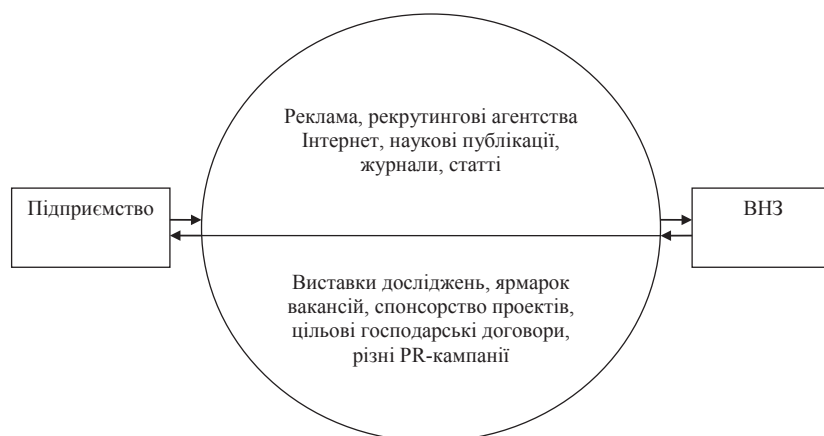 Реклама, рекрутингові агентства
Інтернет, наукові публікації,
журнали, статті
Підприємство
ВНЗ
Виставки досліджень, ярмарок
вакансій, спонсорство проектів,
цільові господарські договори,
різні PR-кампанії